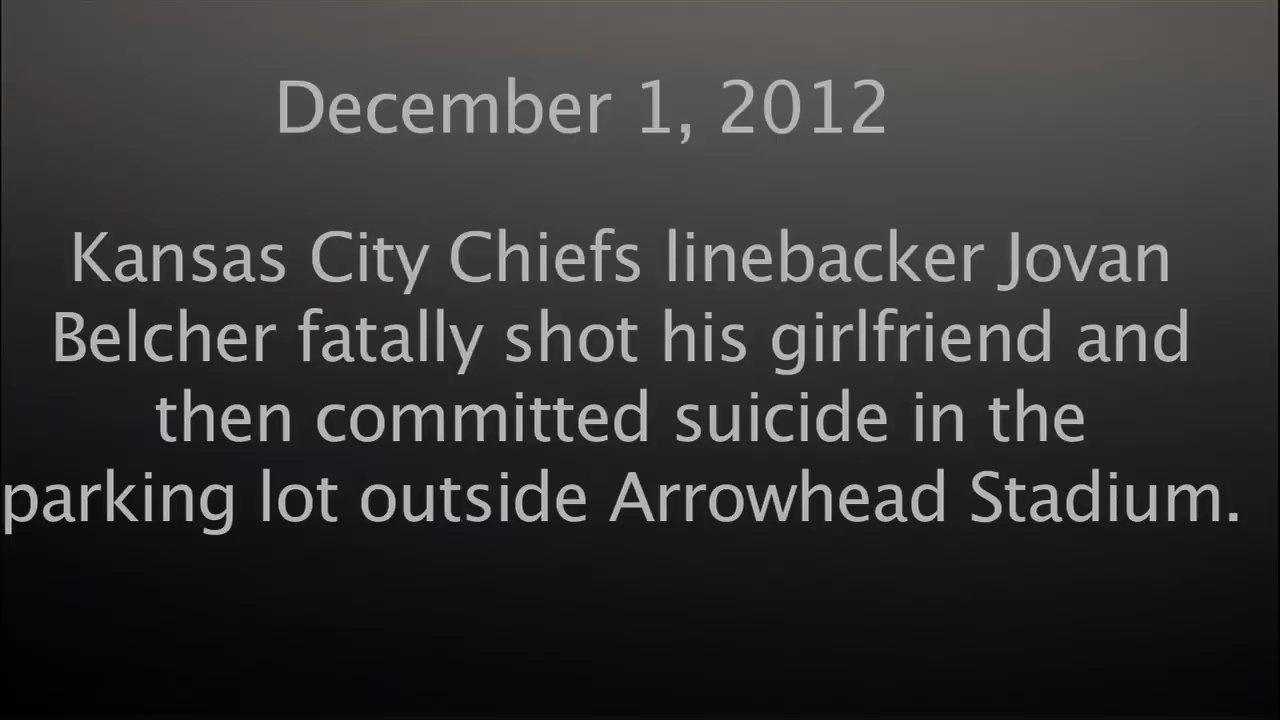 December 1, 2012
Kansas City Chiefs linebacker Jovan
Belcher fatally shot his girlfriend and
then committed suicide in the
parking lot outside Arrowhead Stadium.